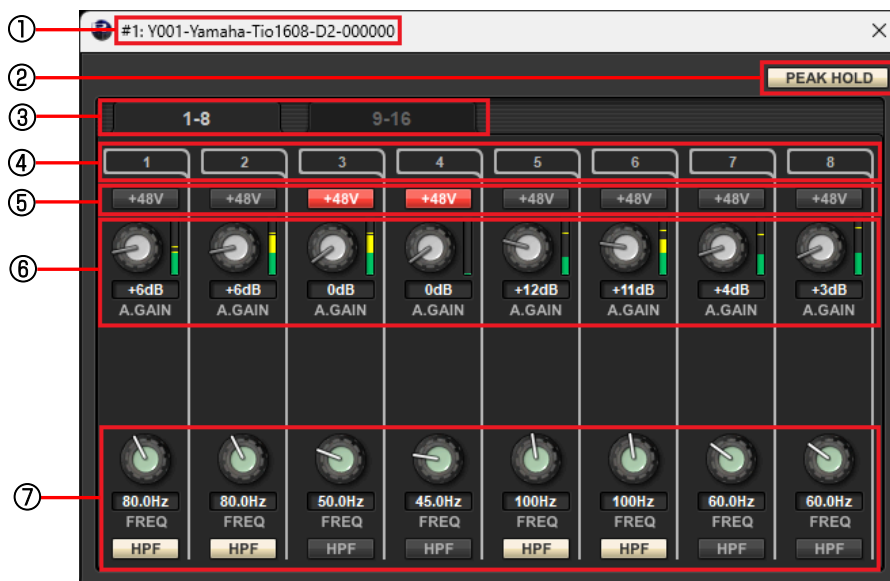 ① #1: Y001-Yamaha-Tio1608-D2-000000
② PEAK HOLD
③ 1-8 9-16
④ 1 2 3 4 5 6 7 8
⑤ +48V +48V +48V +48V +48V +48V +48V +48V
⑥ +6dB +6dB 0dB 0dB +12dB +11dB +4dB +3dB
A.GAIN A.GAIN A.GAIN A.GAIN A.GAIN A.GAIN A.GAIN A.GAIN
⑦ 80.0Hz 80.0Hz 50.0Hz 45.0Hz 100Hz 100Hz 60.0Hz 60.0Hz
FREQ FREQ FREQ FREQ FREQ FREQ FREQ FREQ
HPF HPF HPF HPF HPF HPF HPF HPF